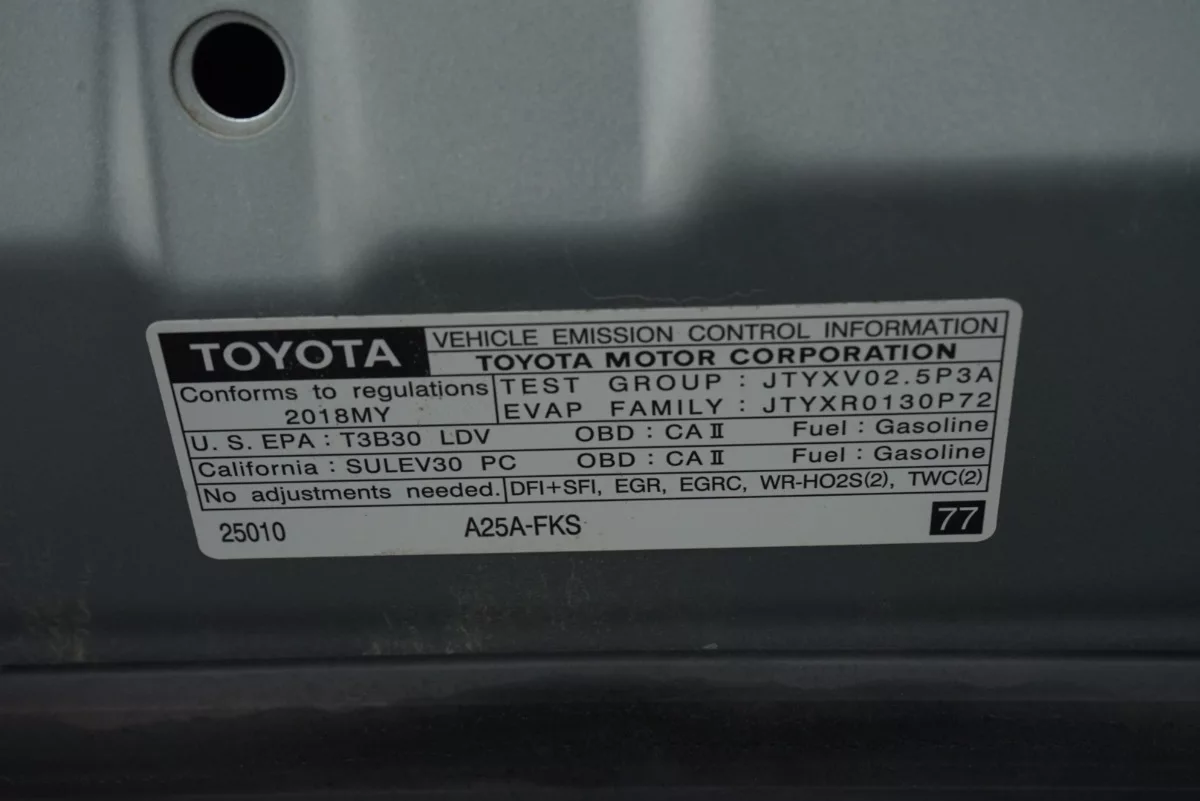 TOYOTA
VEHICLE EMISSION CONTROL INFORMATION
TOYOTA MOTOR CORPORATION
Conforms to regulations
2018MY
TEST GROUP : JTYXV02.5P3A
EVAP FAMILY : JTYXR0130P72
U. S. EPA : T3B30 LDV OBD : CA II Fuel : Gasoline
California : SULEV30 PC OBD : CA II Fuel : Gasoline
No adjustments needed. DFI+SFI, EGR, EGRC, WR-HO2S(2), TWC(2)
25010 A25A-FKS 77